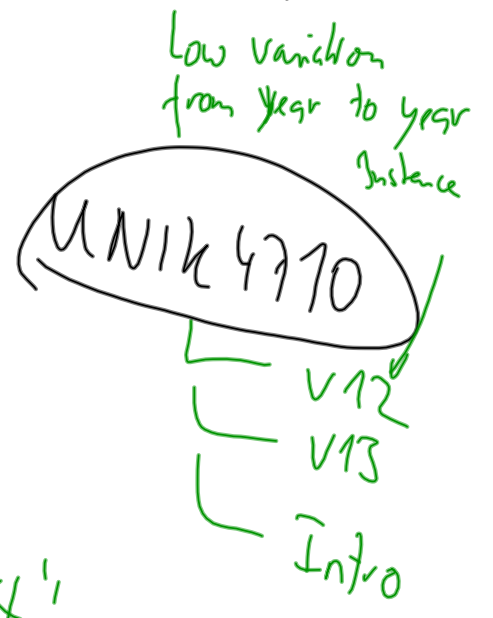 Low variation
from year to year
Instance
UNIK4710
V12
V13
Intro